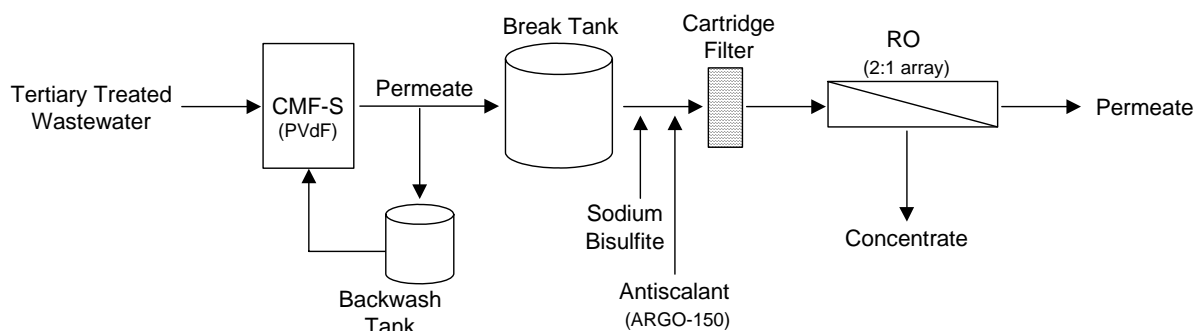 Tertiary Treated
Wastewater
CMF-S
(PVdF)
Permeate
Backwash
Tank
Break Tank
Sodium
Bisulfite
Antiscalant
(ARGO-150)
Cartridge
Filter
RO
(2:1 array)
Concentrate
Permeate